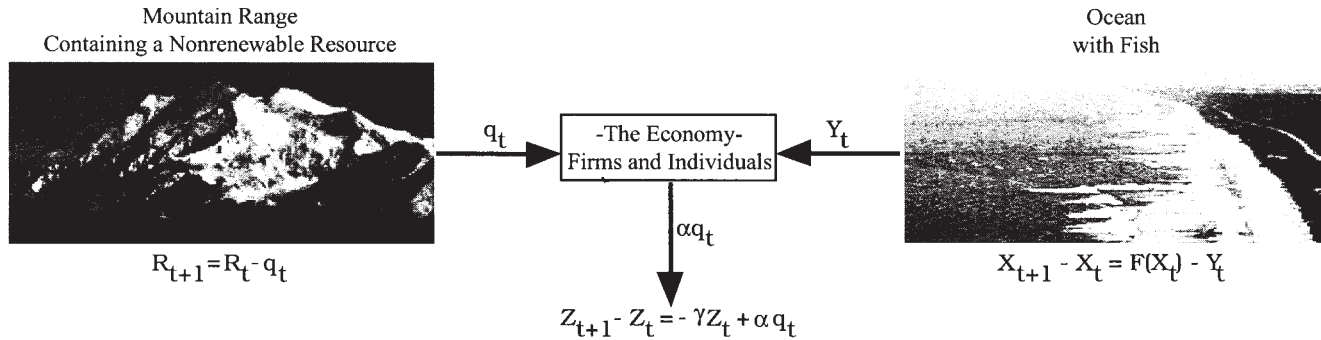 Mountain Range
Containing a Nonrenewable Resource
Ocean
with Fish
q_t
-The Economy-
Firms and Individuals
Y_t
αq_t
R_{t+1}=R_t-q_t
X_{t+1} - X_t = F(X_t) - Y_t
Z_{t+1}- Z_t=- γZ_t+α q_t